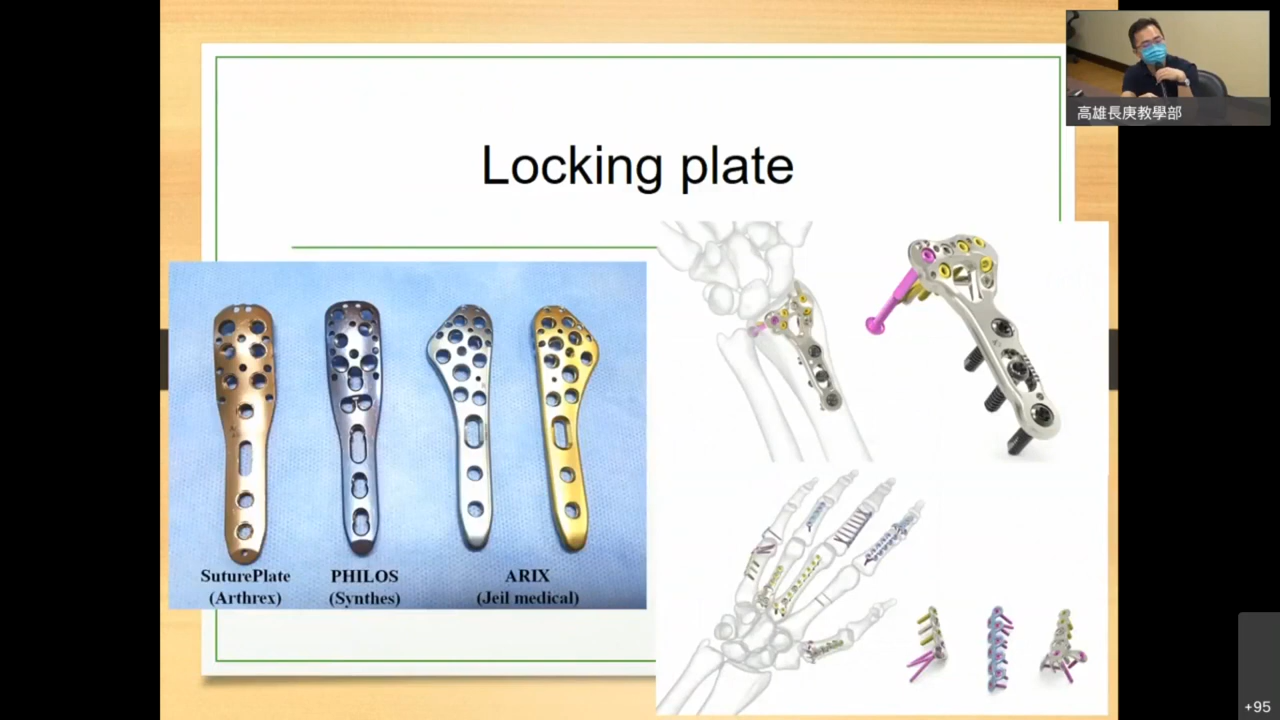 Locking plate
SuturePlate
(Arthrex)
PHILOS
(Synthes)
ARIX
(Jeil medical)
高雄長庚教學部
+95